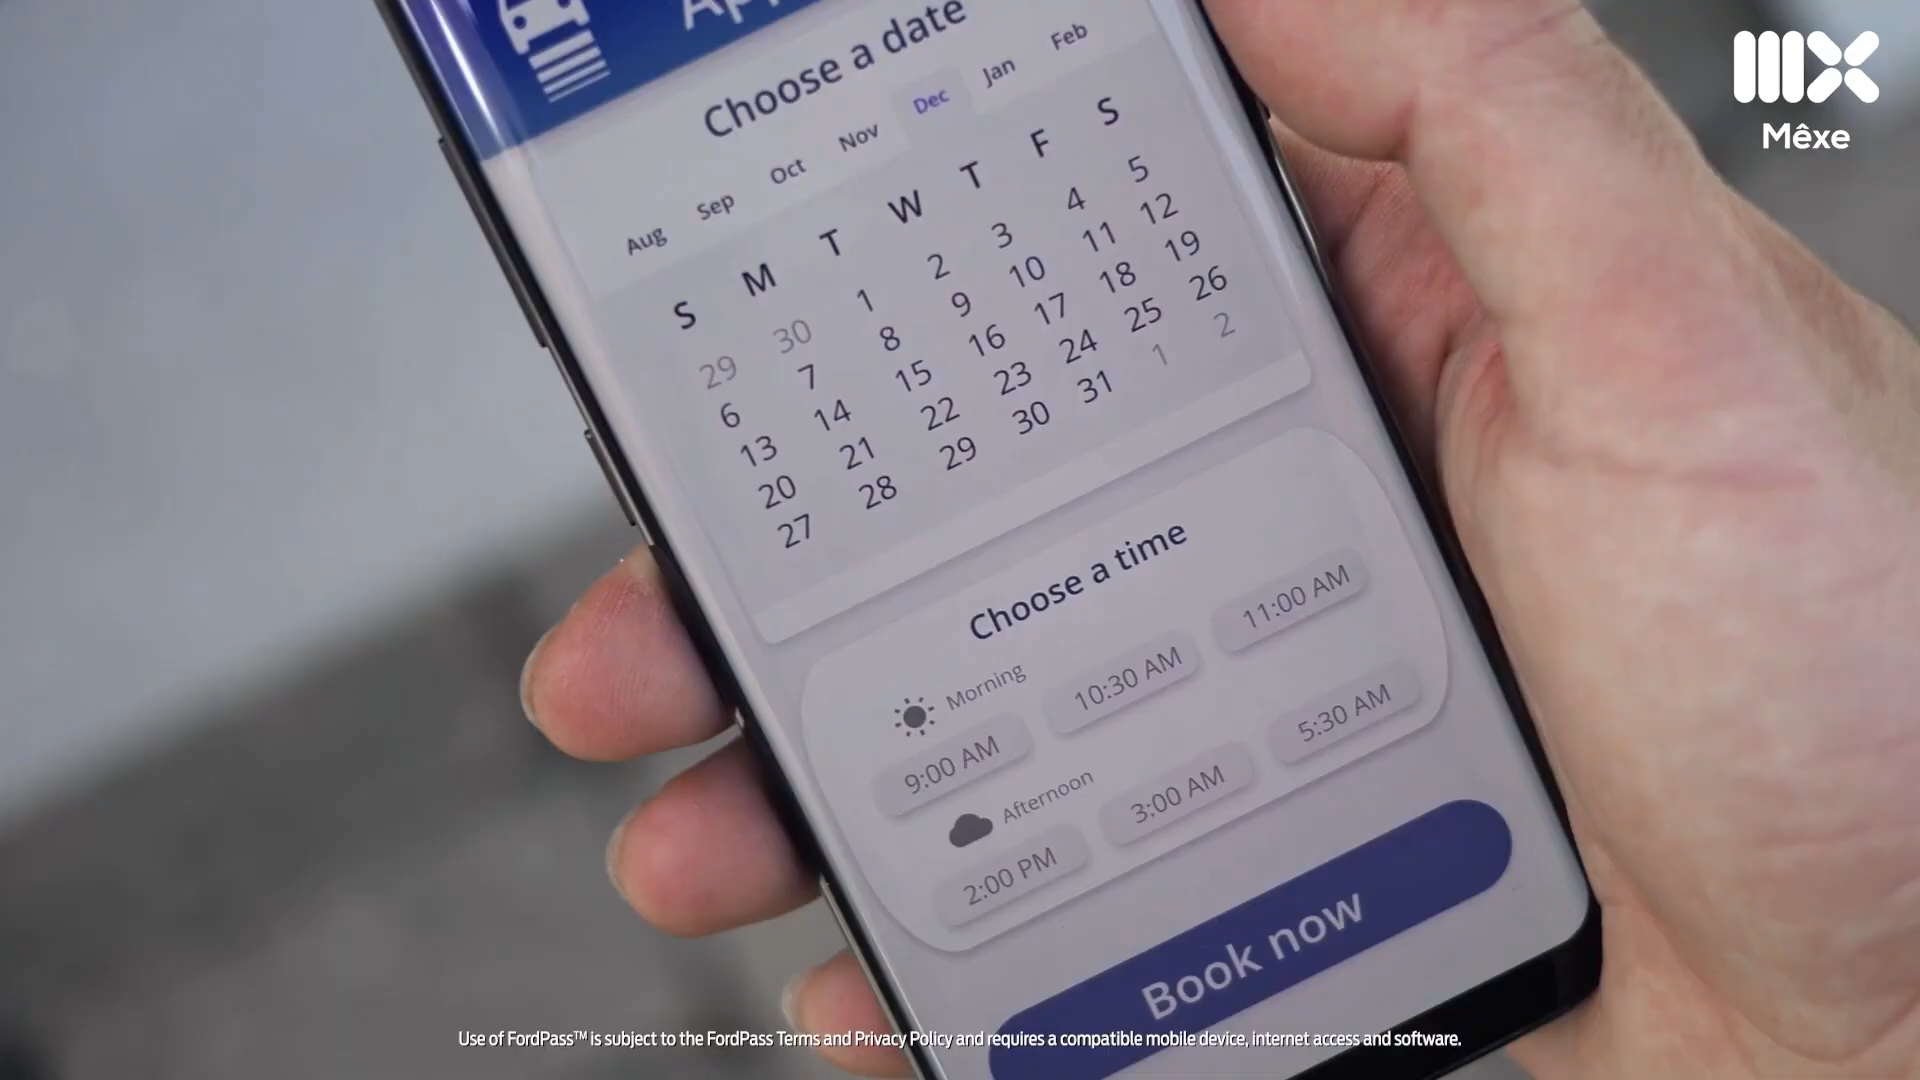 Choose a date
Aug Sep Oct Nov Dec Jan Feb
S M T W T F S
29 30 1 2 3 4 5
6 7 8 9 10 11 12
13 14 15 16 17 18 19
20 21 22 23 24 25 26
27 28 29 30 31 1 2
Choose a time
Morning
9:00 AM 10:30 AM 11:00 AM
Afternoon
2:00 PM 3:00 AM 5:30 AM
Book now
Mêxe
Use of FordPass™ is subject to the FordPass Terms and Privacy Policy and requires a compatible mobile device, internet access and software.